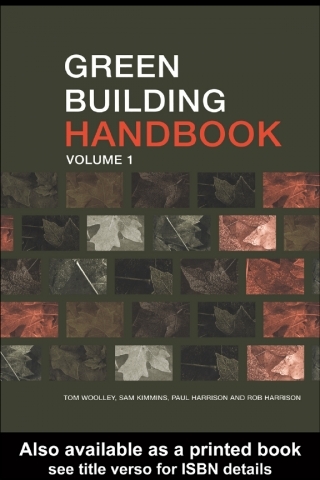 GREEN
BUILDING
HANDBOOK
VOLUME 1
TOM WOOLLEY, SAM KIMMINS, PAUL HARRISON AND ROB HARRISON
Also available as a printed book
see title verso for ISBN details